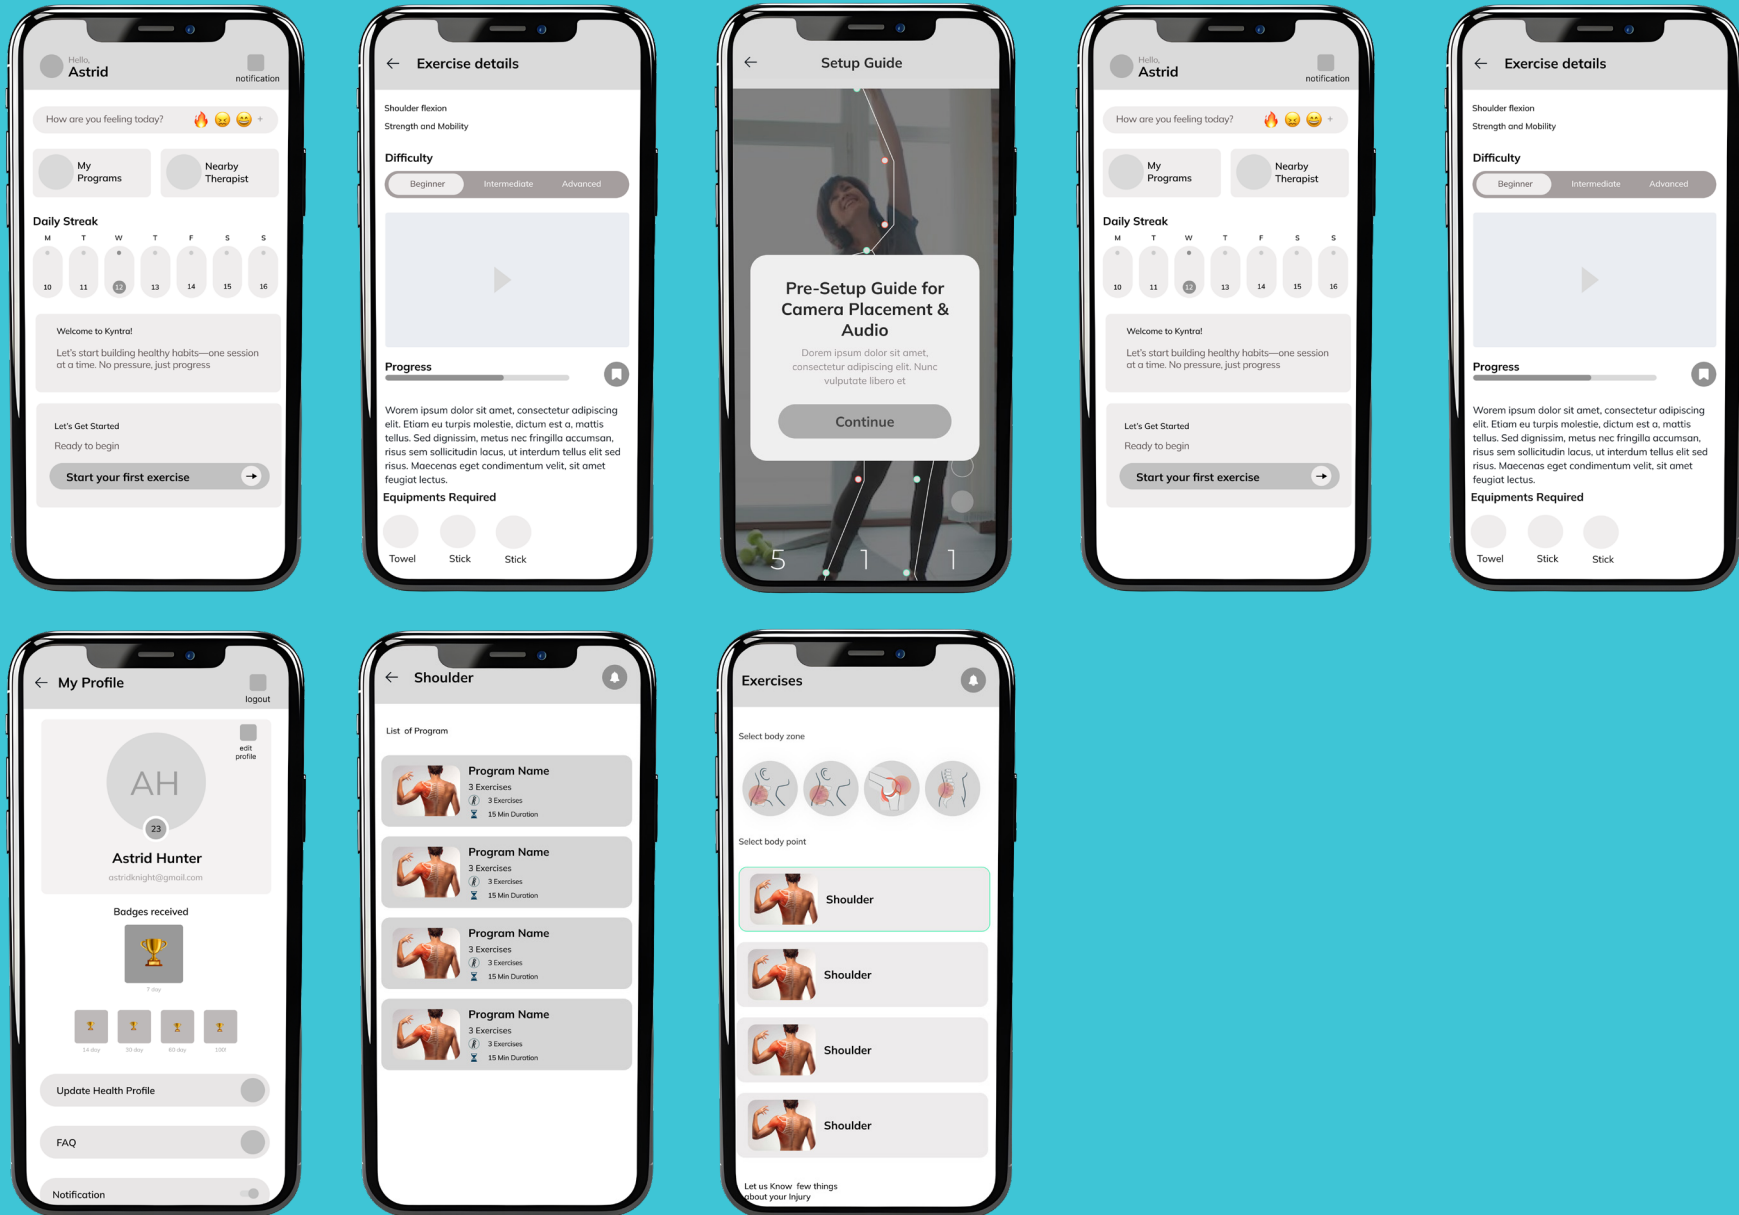 Hello,
Astrid
notification
How are you feeling today?
+
My
Programs
Nearby
Therapist
Daily Streak
M T W T F S S
10 11 12 13 14 15 16
Welcome to Kyntra!
Let's start building healthy habits—one session
at a time. No pressure, just progress
Let's Get Started
Ready to begin
Start your first exercise
Exercise details
Shoulder flexion
Strength and Mobility
Difficulty
Beginner Intermediate Advanced
Progress
Worem ipsum dolor sit amet, consectetur adipiscing
elit. Etiam eu turpis molestie, dictum est a, mattis
tellus. Sed dignissim, metus nec fringilla accumsan,
risus sem sollicitudin lacus, ut interdum tellus elit sed
risus. Maecenas eget condimentum velit, sit amet
feugiat lectus.
Equipments Required
Towel Stick Stick
Setup Guide
Pre-Setup Guide for
Camera Placement &
Audio
Dorem ipsum dolor sit amet,
consectetur adipiscing elit. Nunc
vulputate libero et
Continue
5 1 1
Hello,
Astrid
notification
How are you feeling today?
+
My
Programs
Nearby
Therapist
Daily Streak
M T W T F S S
10 11 12 13 14 15 16
Welcome to Kyntra!
Let's start building healthy habits—one session
at a time. No pressure, just progress
Let's Get Started
Ready to begin
Start your first exercise
Exercise details
Shoulder flexion
Strength and Mobility
Difficulty
Beginner Intermediate Advanced
Progress
Worem ipsum dolor sit amet, consectetur adipiscing
elit. Etiam eu turpis molestie, dictum est a, mattis
tellus. Sed dignissim, metus nec fringilla accumsan,
risus sem sollicitudin lacus, ut interdum tellus elit sed
risus. Maecenas eget condimentum velit, sit amet
feugiat lectus.
Equipments Required
Towel Stick Stick
My Profile
logout
edit
profile
AH
23
Astrid Hunter
astridknight@gmail.com
Badges received
7 day
14 day 30 day 60 day 100!
Update Health Profile
FAQ
Notification
Shoulder
List of Program
Program Name
3 Exercises
3 Exercises
15 Min Duration
Program Name
3 Exercises
3 Exercises
15 Min Duration
Program Name
3 Exercises
3 Exercises
15 Min Duration
Program Name
3 Exercises
3 Exercises
15 Min Duration
Exercises
Select body zone
Select body point
Shoulder
Shoulder
Shoulder
Shoulder
Let us Know few things
about your Injury